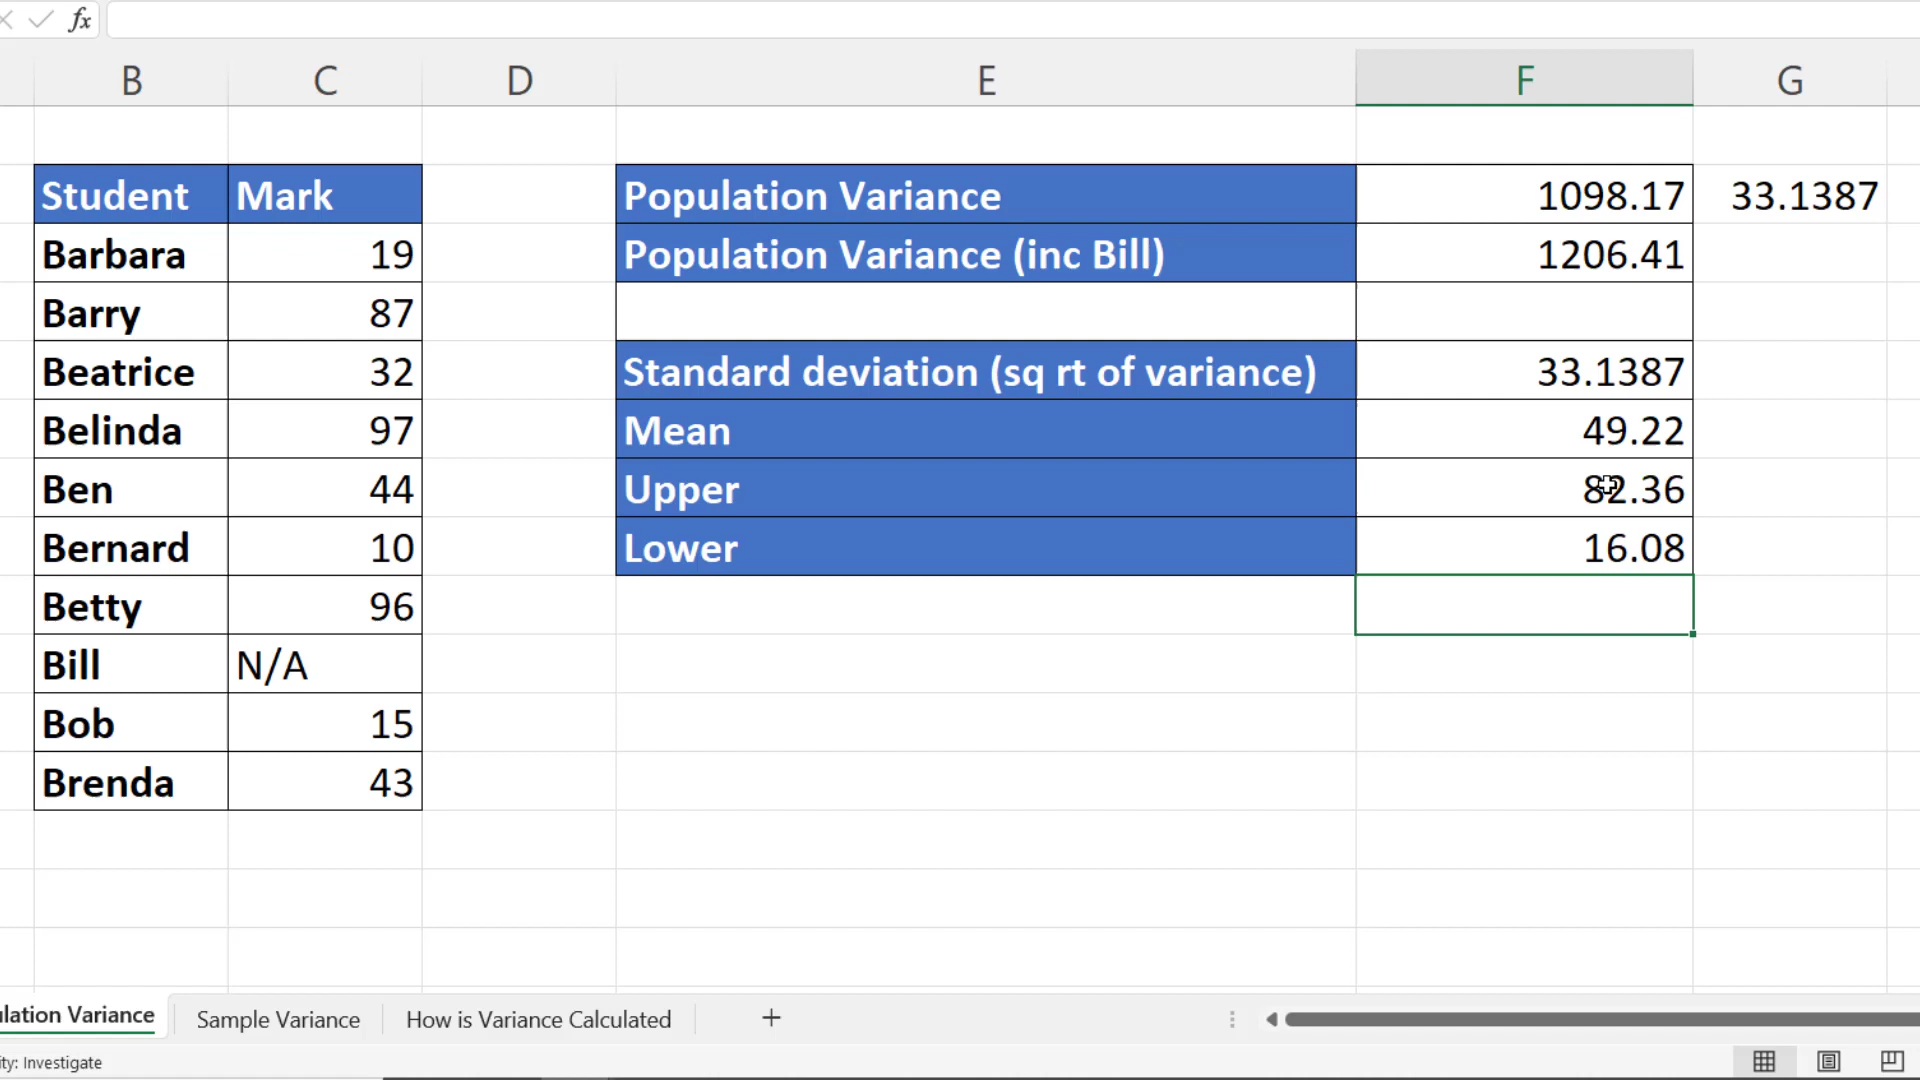 fx
B C D E F G
Student Mark Population Variance 1098.17 33.1387
Barbara 19 Population Variance (inc Bill) 1206.41
Barry 87
Beatrice 32 Standard deviation (sq rt of variance) 33.1387
Belinda 97 Mean 49.22
Ben 44 Upper 82.36
Bernard 10 Lower 16.08
Betty 96
Bill N/A
Bob 15
Brenda 43
lation Variance Sample Variance How is Variance Calculated +
ity: Investigate